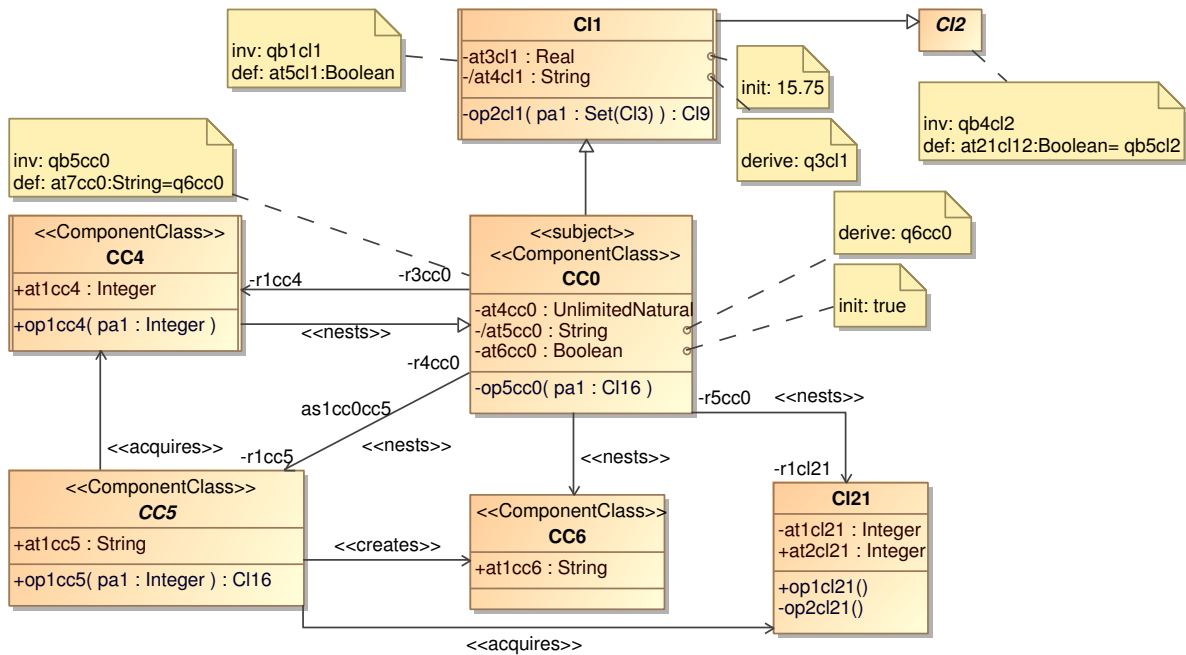 Cl1
-at3cl1 : Real
-/at4cl1 : String
-op2cl1( pa1 : Set(Cl3) ) : Cl9
Cl2
inv: qb1cl1
def: at5cl1:Boolean
init: 15.75
derive: q3cl1
inv: qb4cl2
def: at21cl12:Boolean= qb5cl2
inv: qb5cc0
def: at7cc0:String=q6cc0
<<ComponentClass>>
CC4
+at1cc4 : Integer
+op1cc4( pa1 : Integer )
-r1cc4
-r3cc0
<<nests>>
<<subject>>
<<ComponentClass>>
CC0
-at4cc0 : UnlimitedNatural
-/at5cc0 : String
-at6cc0 : Boolean
-op5cc0( pa1 : Cl16 )
derive: q6cc0
init: true
-r4cc0
as1cc0cc5
<<nests>>
-r1cc5
<<acquires>>
<<nests>>
-r5cc0
<<nests>>
-r1cl21
<<ComponentClass>>
CC5
+at1cc5 : String
+op1cc5( pa1 : Integer ) : Cl16
<<creates>>
<<ComponentClass>>
CC6
+at1cc6 : String
Cl21
-at1cl21 : Integer
+at2cl21 : Integer
+op1cl21()
-op2cl21()
<<acquires>>